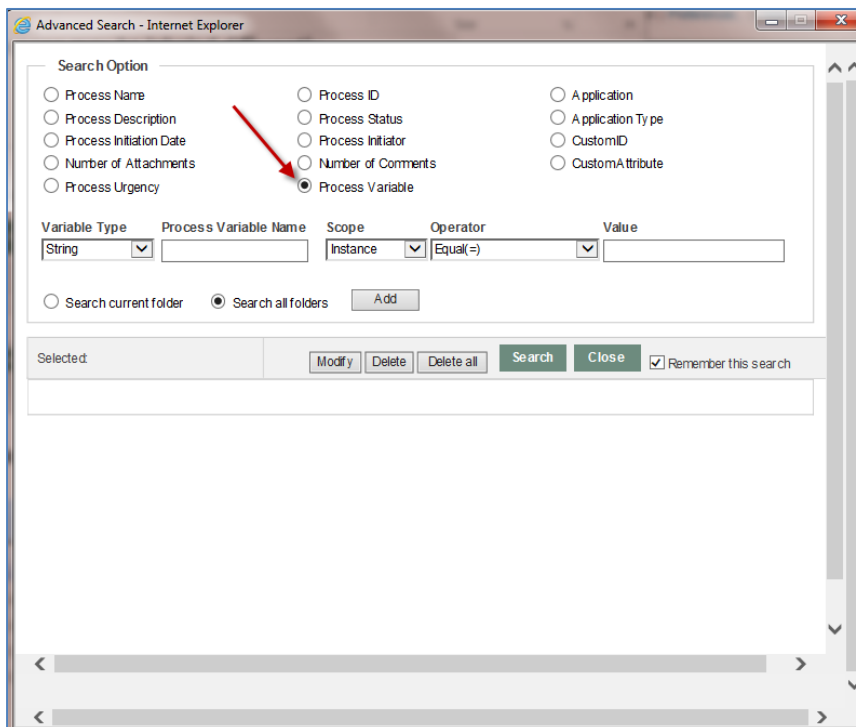 Advanced Search - Internet Explorer
Search Option
Process Name Process ID Application
Process Description Process Status Application Type
Process Initiation Date Process Initiator CustomID
Number of Attachments Number of Comments CustomAttribute
Process Urgency Process Variable
Variable Type Process Variable Name Scope Operator Value
String Instance Equal(=)
Search current folder Search all folders Add
Selected: Modify Delete Delete all Search Close Remember this search